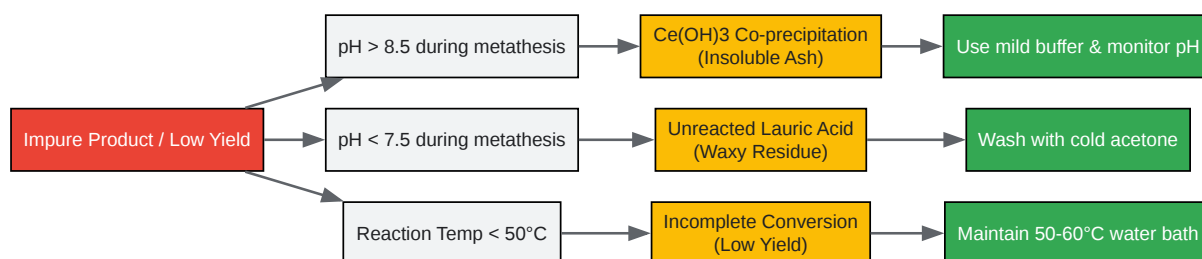 Impure Product / Low Yield
pH > 8.5 during metathesis
Ce(OH)3 Co-precipitation
(Insoluble Ash)
Use mild buffer & monitor pH
pH < 7.5 during metathesis
Unreacted Lauric Acid
(Waxy Residue)
Wash with cold acetone
Reaction Temp < 50°C
Incomplete Conversion
(Low Yield)
Maintain 50-60°C water bath